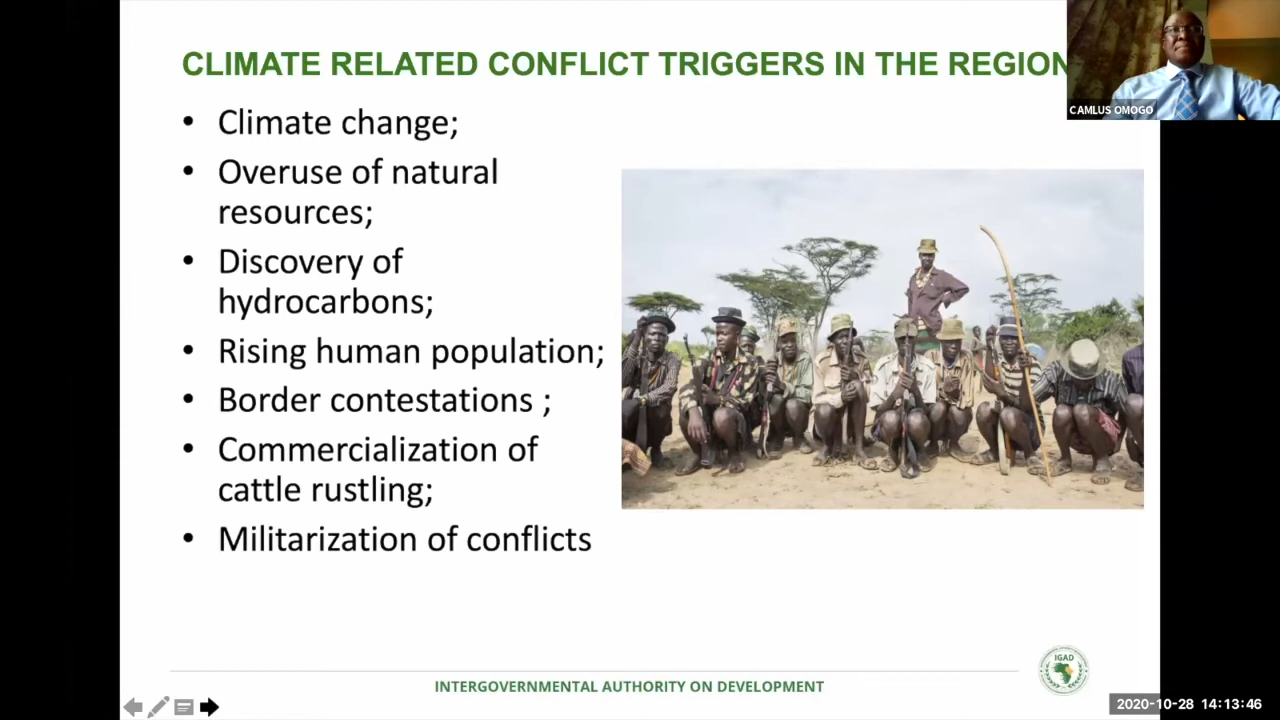 CLIMATE RELATED CONFLICT TRIGGERS IN THE REGION
CAMLUS OMOGO
• Climate change;
• Overuse of natural
resources;
• Discovery of
hydrocarbons;
• Rising human population;
• Border contestations ;
• Commercialization of
cattle rustling;
• Militarization of conflicts
IGAD
INTERGOVERNMENTAL AUTHORITY ON DEVELOPMENT
2020-10-28 14:13:46